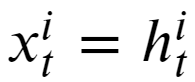 $x_t^i = h_t^i$